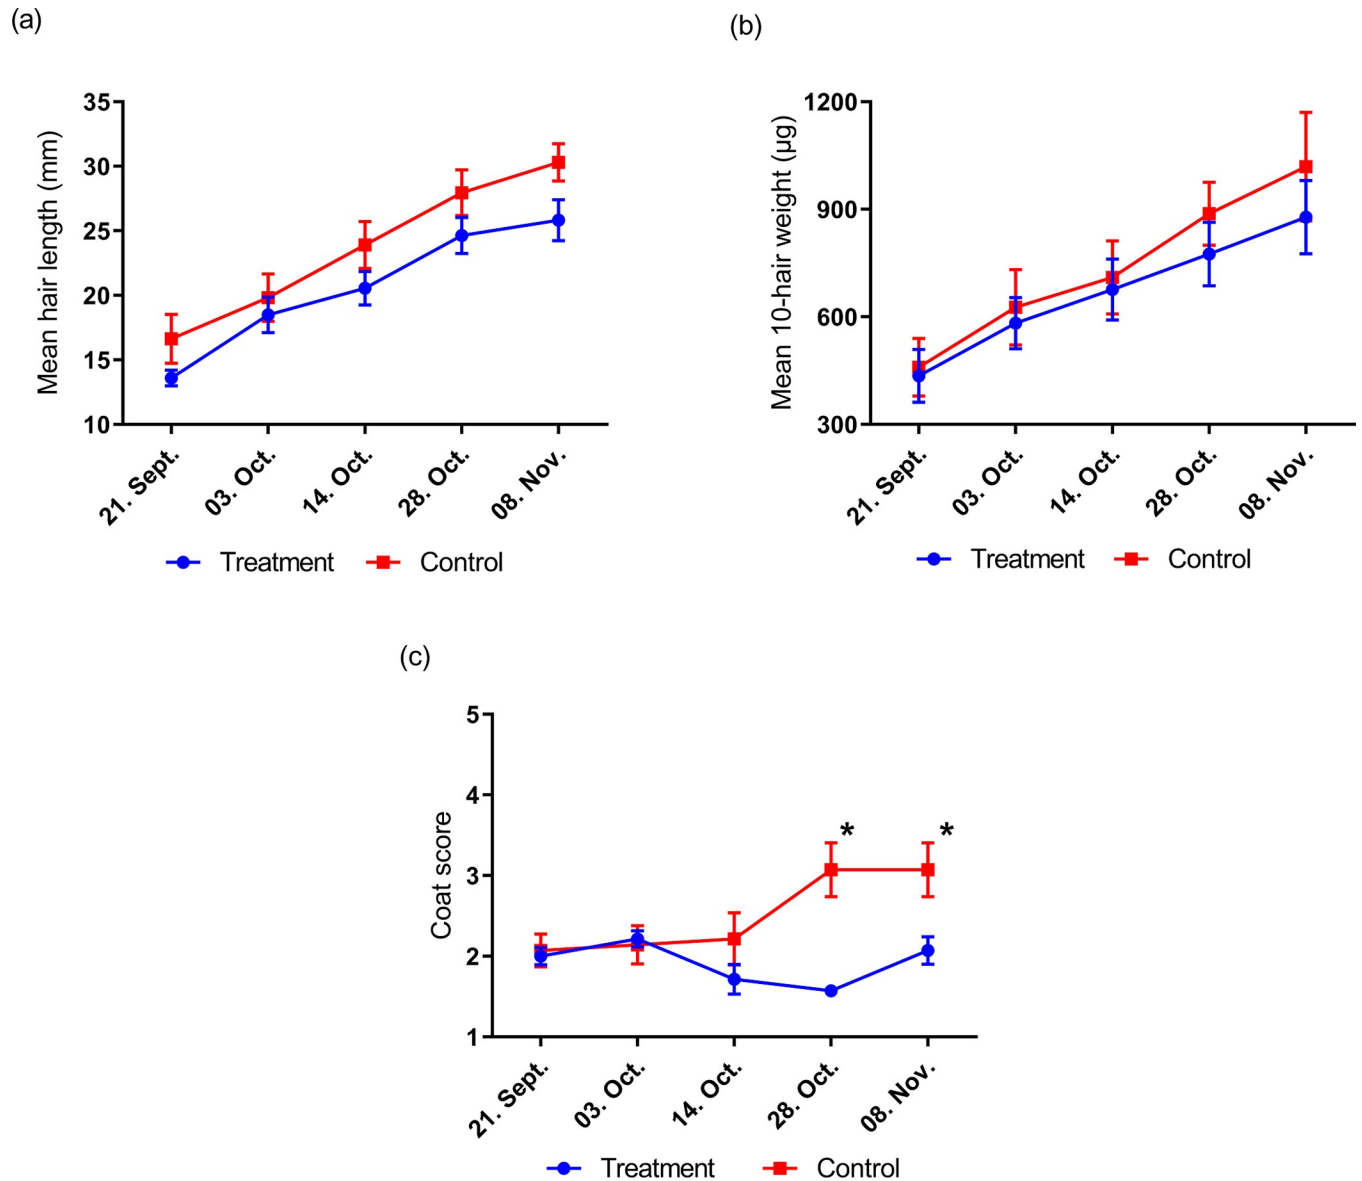 (a)
Mean hair length (mm)
35
30
25
20
15
10
21. Sept.
03. Oct.
14. Oct.
28. Oct.
08. Nov.
Treatment
Control
(b)
Mean 10-hair weight (µg)
1200
900
600
300
21. Sept.
03. Oct.
14. Oct.
28. Oct.
08. Nov.
Treatment
Control
(c)
Coat score
5
4
3
2
1
*
*
21. Sept.
03. Oct.
14. Oct.
28. Oct.
08. Nov.
Treatment
Control